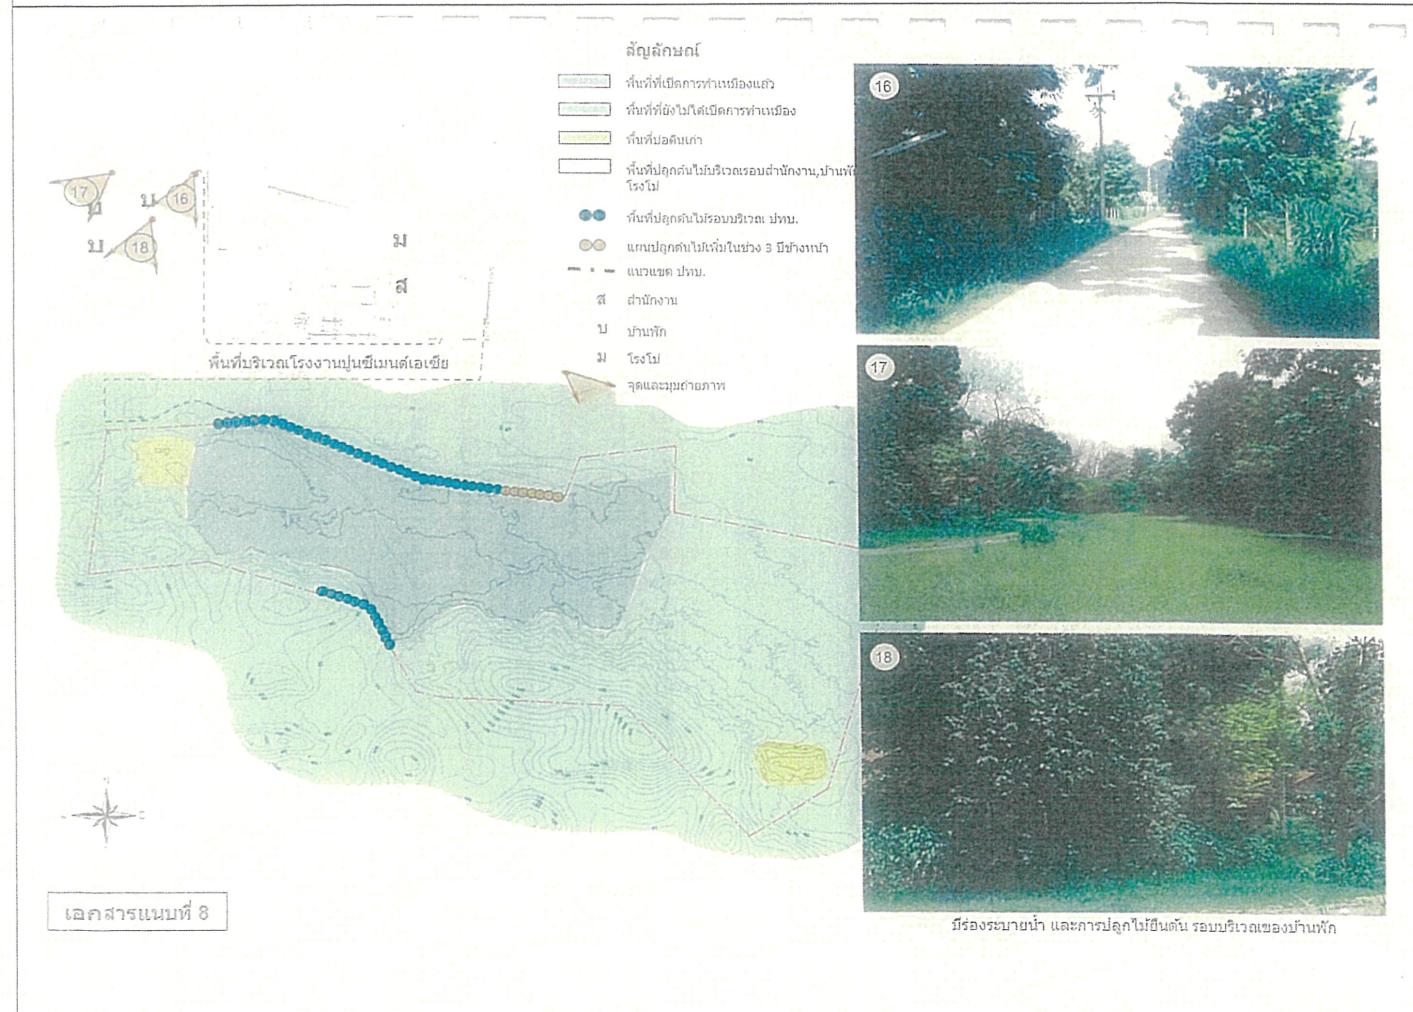 สัญลักษณ์
พื้นที่ที่เปิดการทำเหมืองแล้ว
พื้นที่ที่ยังไม่ได้เปิดการทำเหมือง
พื้นที่บ่อดินเก่า
พื้นที่ปลูกต้นไม้บริเวณรอบสำนักงาน,บ้านพัก
โรงโม่
พื้นที่ปลูกต้นไม้รอบบริเวณ ปทบ.
แผนปลูกต้นไม้เพิ่มในช่วง 3 ปีข้างหน้า
แนวเขต ปทบ.
ส สำนักงาน
บ บ้านพัก
ม โรงโม่
จุดและมุมถ่ายภาพ
17
บ
บ
16
บ
18
ม
ส
พื้นที่บริเวณโรงงานปูนซีเมนต์เอเซีย
16
17
18
มีร่องระบายน้ำ และการปลูกไม้ยืนต้น รอบบริเวณของบ้านพัก
เอกสารแนบที่ 8